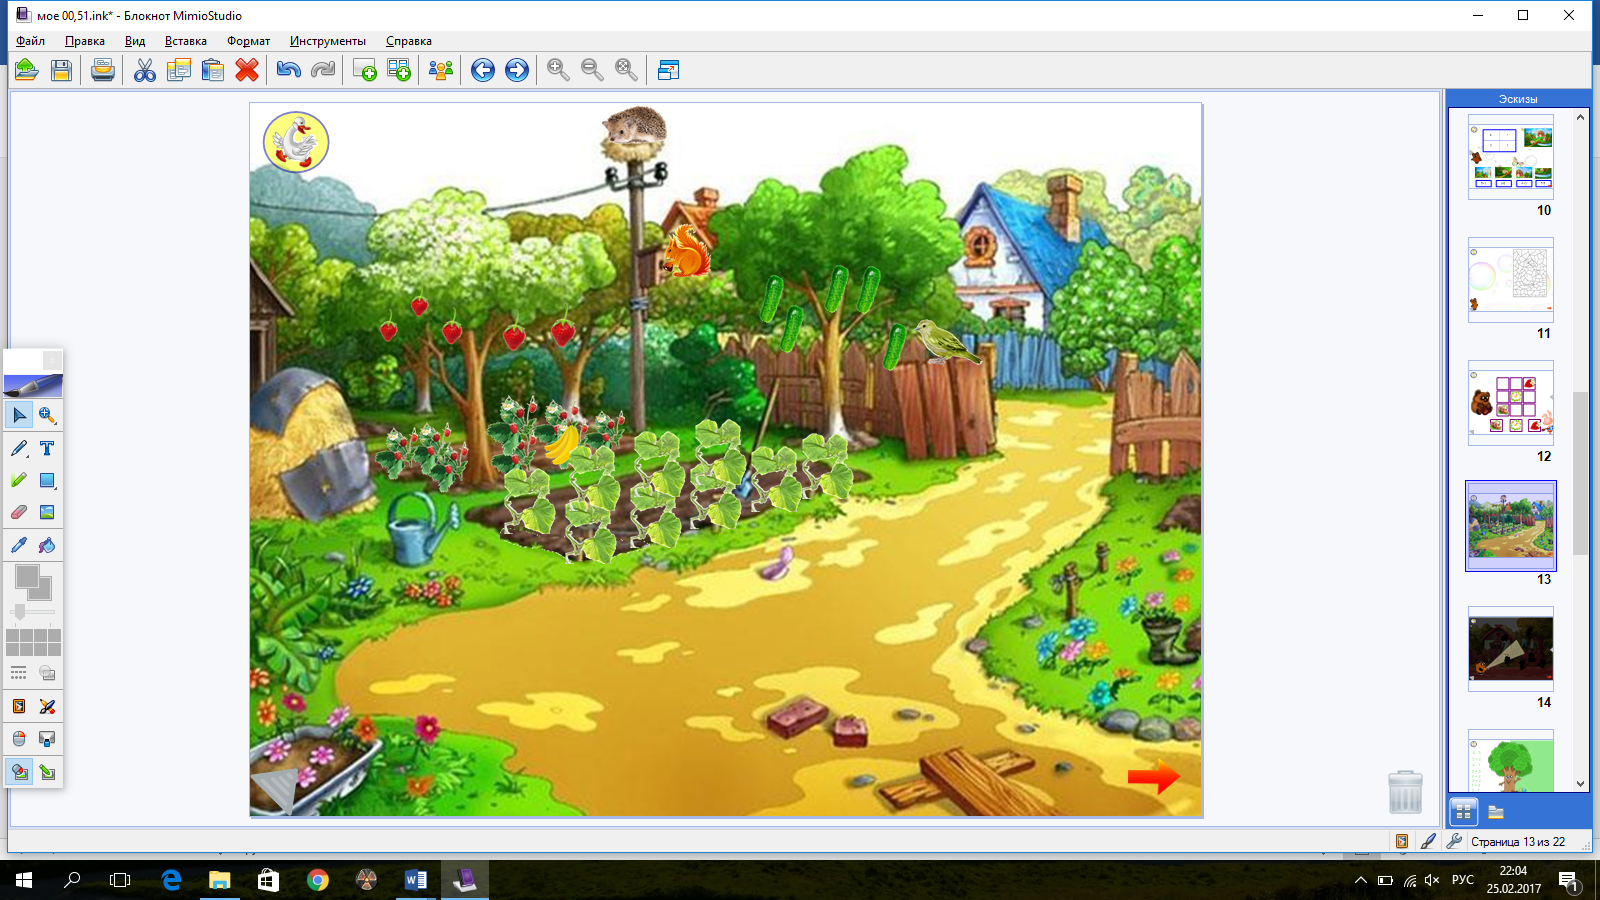 мое 00,51.ink* - Блокнот MimioStudio
Файл Правка Вид Вставка Формат Инструменты Справка
Эскизы
10
11
12
13
14
Страница 13 из 22
РУС
22:04
25.02.2017
1